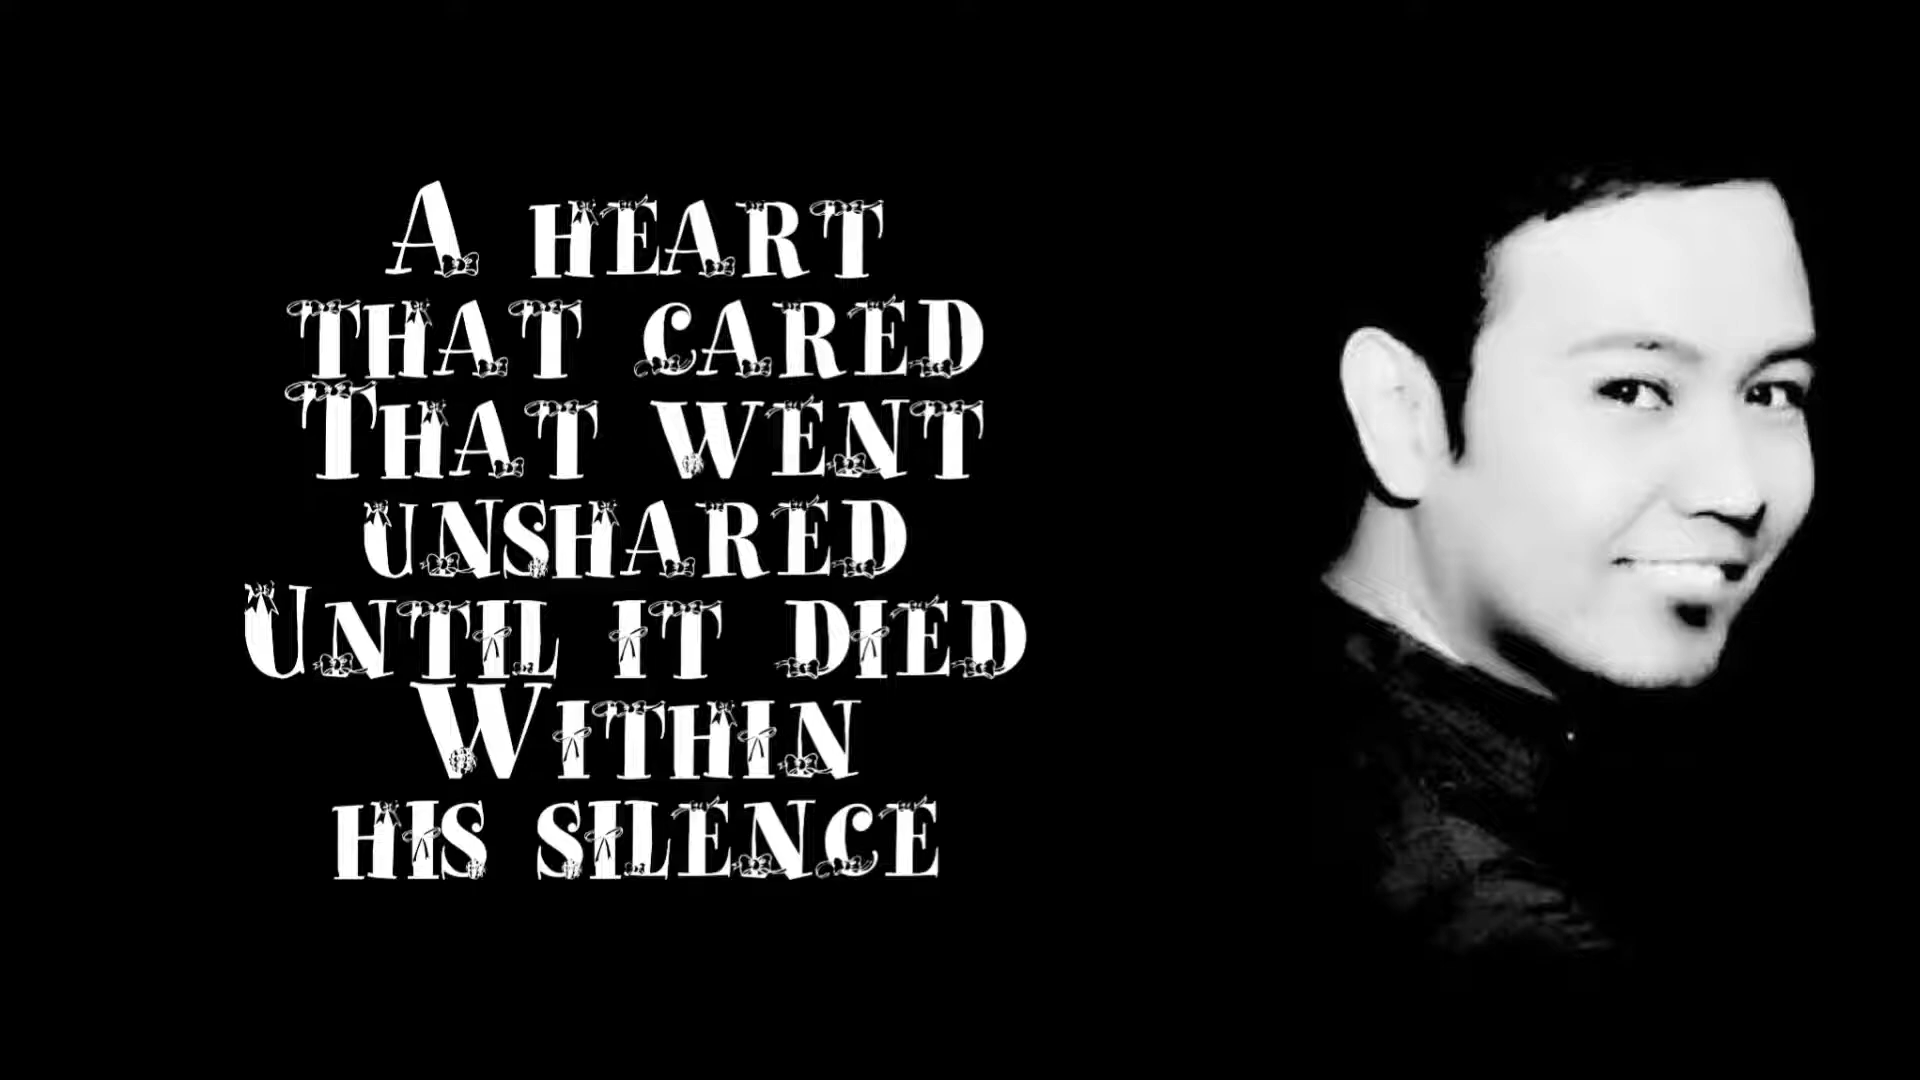 A HEART
THAT CARED
THAT WENT
UNSHARED
UNTIL IT DIED
WITHIN
HIS SILENCE